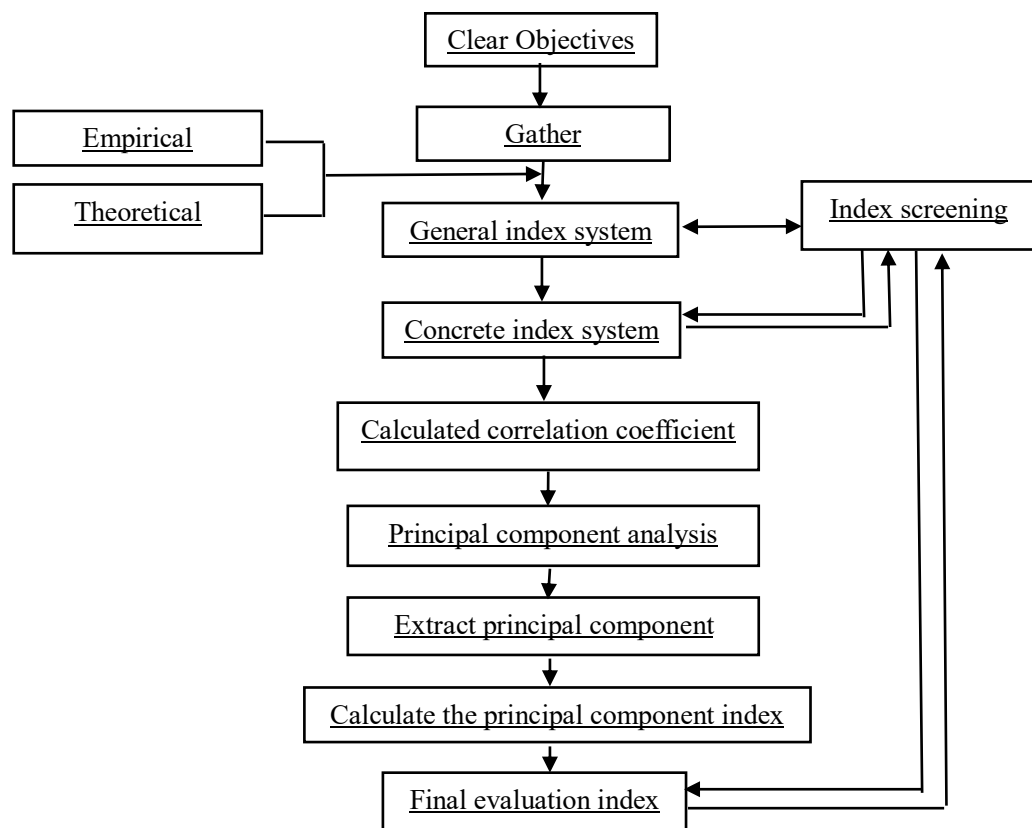 Clear Objectives
Gather
Empirical
Theoretical
General index system
Index screening
Concrete index system
Calculated correlation coefficient
Principal component analysis
Extract principal component
Calculate the principal component index
Final evaluation index